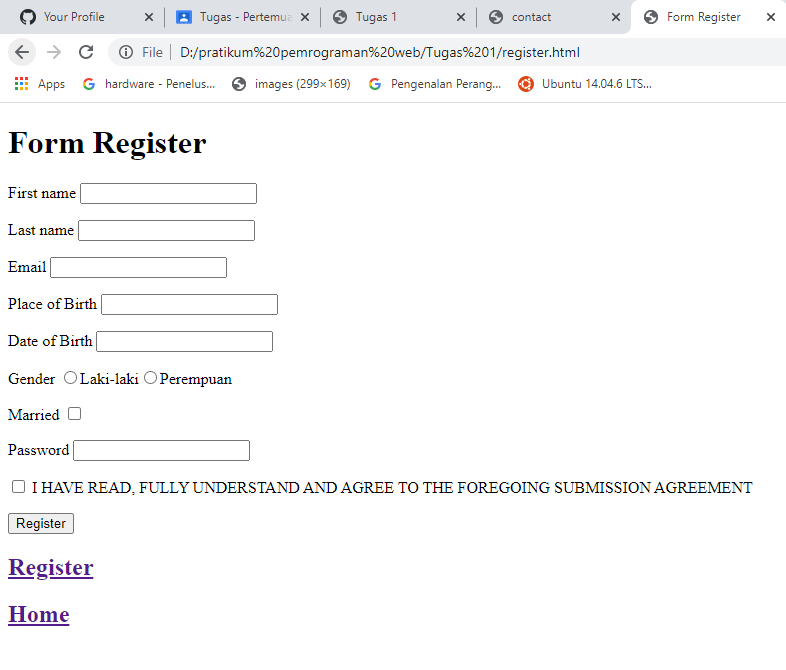 Your Profile
Tugas - Pertemua
Tugas 1
contact
Form Register
File
D:/pratikum%20pemrograman%20web/Tugas%201/register.html
Apps
hardware - Penelus...
images (299×169)
Pengenalan Perang...
Ubuntu 14.04.6 LTS...
Form Register
First name
Last name
Email
Place of Birth
Date of Birth
Gender Laki-laki Perempuan
Married
Password
I HAVE READ, FULLY UNDERSTAND AND AGREE TO THE FOREGOING SUBMISSION AGREEMENT
Register
Register
Home